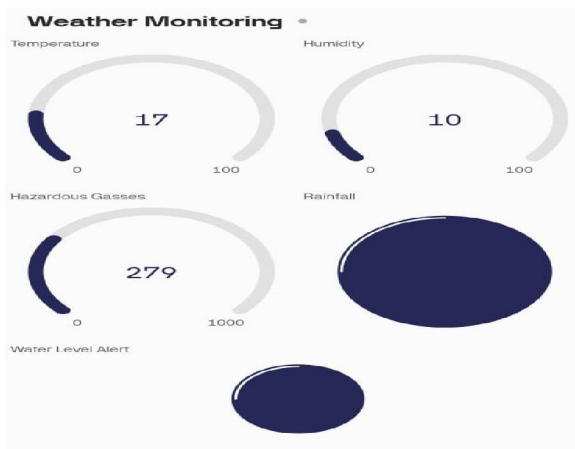 Weather Monitoring
Temperature
Humidity
17
10
0
100
0
100
Hazardous Gasses
Rainfall
279
0
1000
Water Level Alert